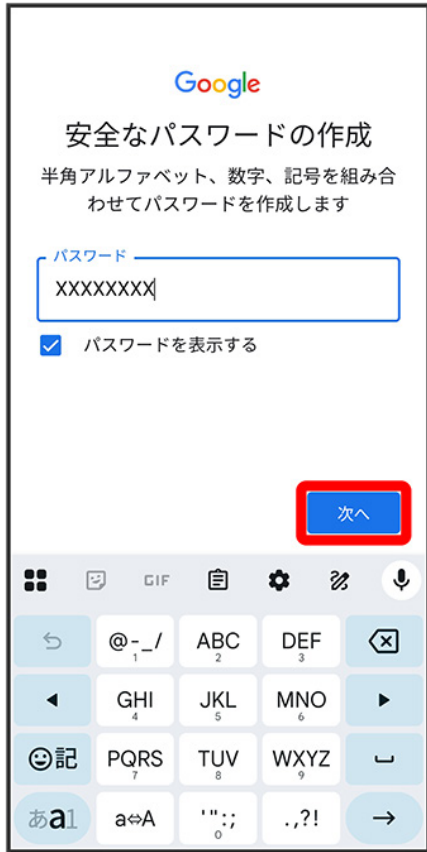 Google
安全なパスワードの作成
半角アルファベット、数字、記号を組み合
わせてパスワードを作成します
パスワード
XXXXXXXX
パスワードを表示する
次へ
GIF
@-_/ ABC DEF
1 2 3
GHI JKL MNO
4 5 6
記 PQRS TUV WXYZ
7 8 9
あa1 a⇔A '":; .,?!
0